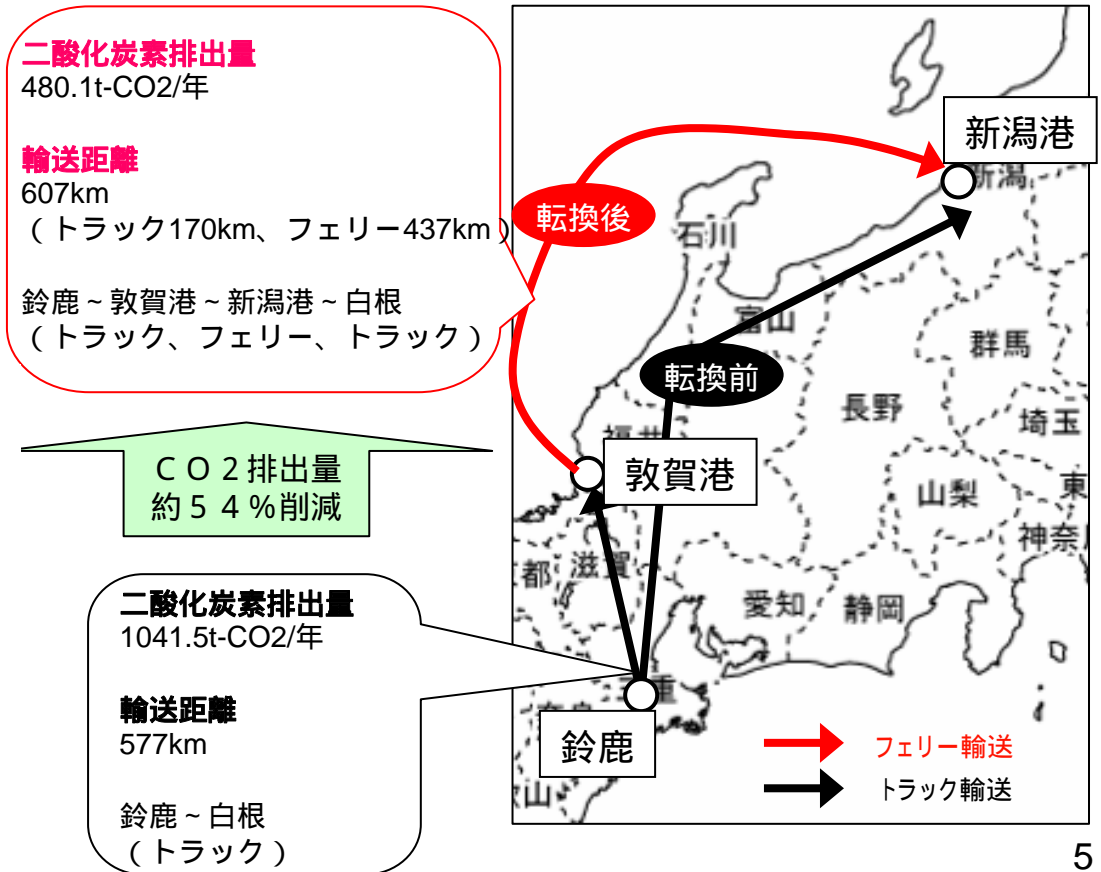 二酸化炭素排出量
480.1t-CO2/年
輸送距離
607km
（トラック170km、フェリー437km）
鈴鹿～敦賀港～新潟港～白根
（トラック、フェリー、トラック）
ＣＯ２排出量
約５４％削減
二酸化炭素排出量
1041.5t-CO2/年
輸送距離
577km
鈴鹿～白根
（トラック）
新潟港
新潟
転換後
石川
富山
群馬
転換前
長野
埼玉
敦賀港
山梨
東
神奈
都
滋賀
愛知
静岡
重
鈴鹿
山
フェリー輸送
トラック輸送
5